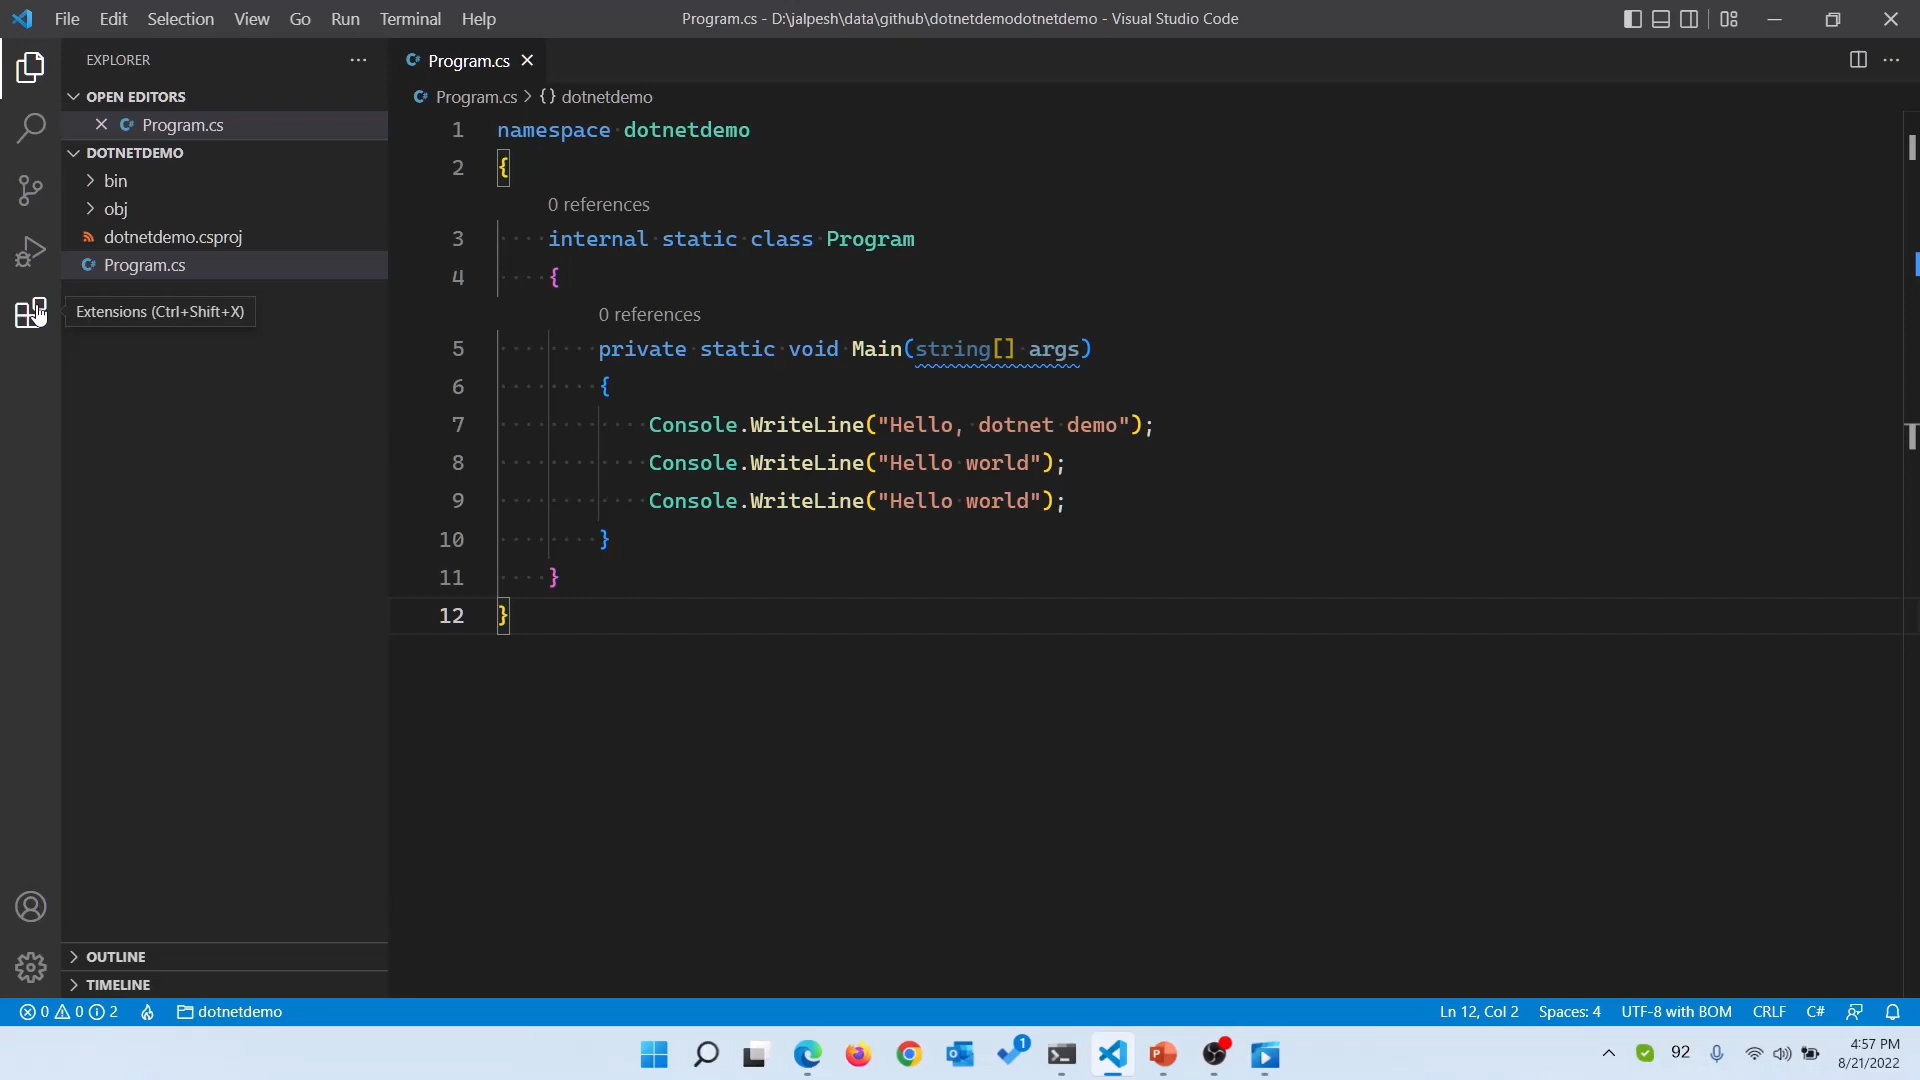 File Edit Selection View Go Run Terminal Help
Program.cs - D:\jalpesh\data\github\dotnetdemodotnetdemo - Visual Studio Code
EXPLORER
OPEN EDITORS
Program.cs
DOTNETDEMO
bin
obj
dotnetdemo.csproj
Program.cs
Extensions (Ctrl+Shift+X)
OUTLINE
TIMELINE
Program.cs
Program.cs > {} dotnetdemo
1 namespace dotnetdemo
2 {
0 references
3 internal static class Program
4 {
0 references
5 private static void Main(string[] args)
6 {
7 Console.WriteLine("Hello, dotnet demo");
8 Console.WriteLine("Hello world");
9 Console.WriteLine("Hello world");
10 }
11 }
12 }
0 0 2 dotnetdemo
Ln 12, Col 2 Spaces: 4 UTF-8 with BOM CRLF C#
1
92
4:57 PM
8/21/2022